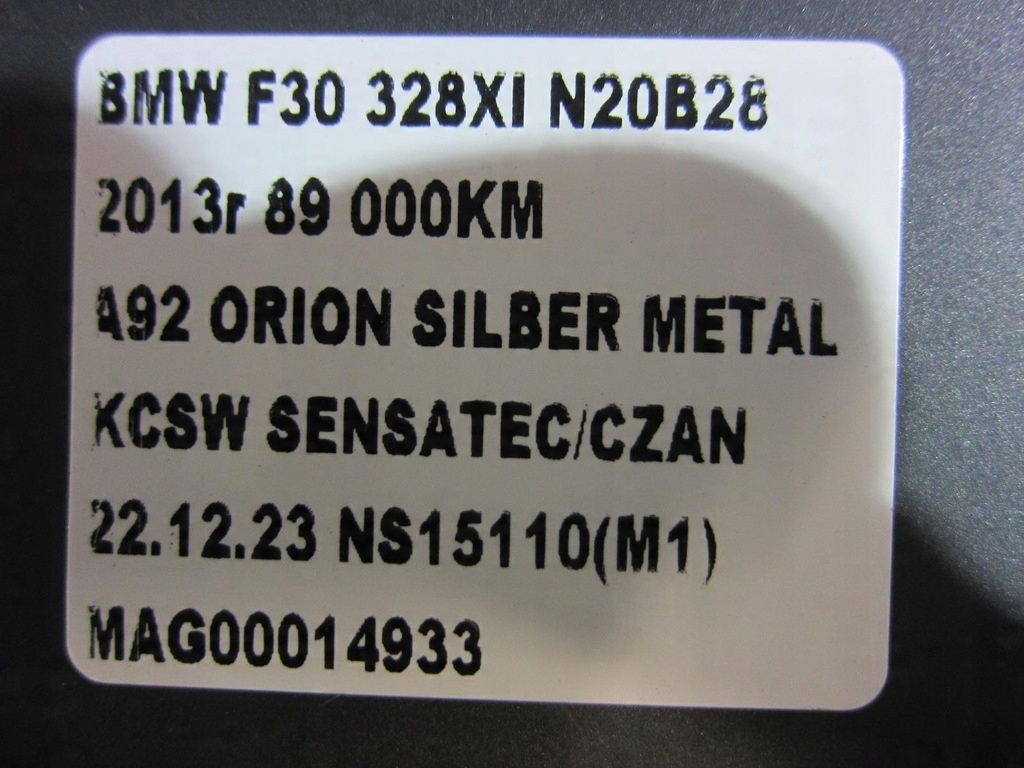 BMW F30 328XI N20B28
2013r 89 000KM
A92 ORION SILBER METAL
KCSW SENSATEC/CZAN
22.12.23 NS15110(M1)
MAG00014933